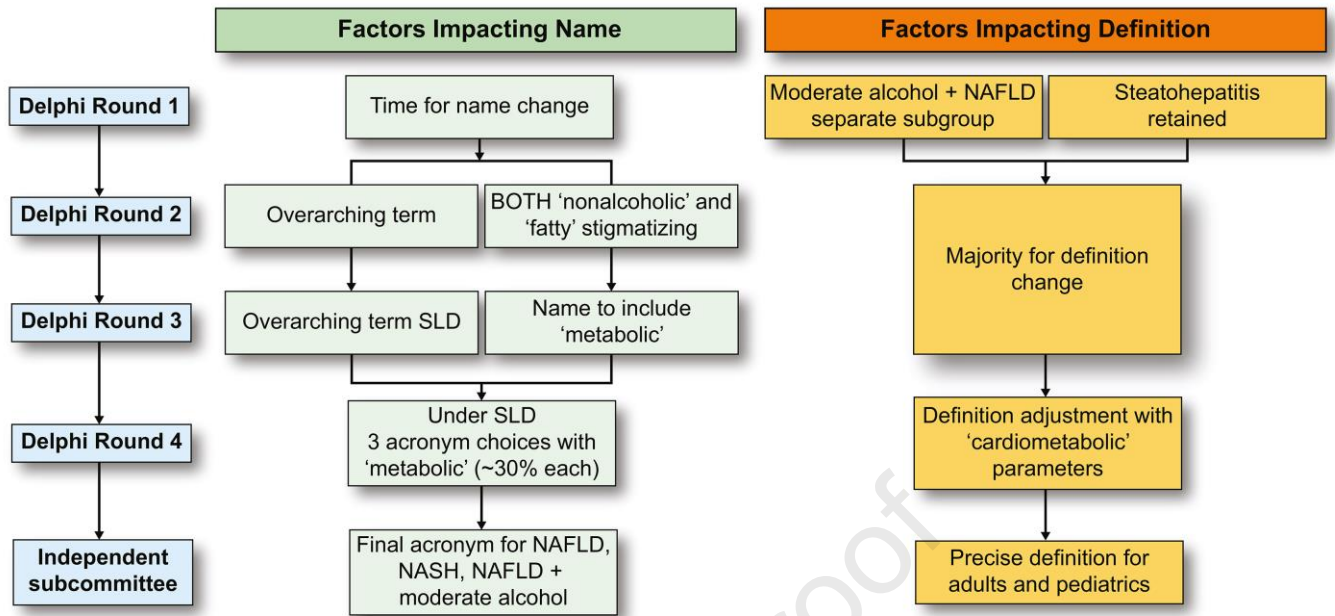 Factors Impacting Name
Factors Impacting Definition
Delphi Round 1
Time for name change
Moderate alcohol + NAFLD
separate subgroup
Steatohepatitis
retained
Delphi Round 2
Overarching term
BOTH ‘nonalcoholic’ and
‘fatty’ stigmatizing
Majority for definition
change
Delphi Round 3
Overarching term SLD
Name to include
‘metabolic’
Delphi Round 4
Under SLD
3 acronym choices with
‘metabolic’ (~30% each)
Definition adjustment with
‘cardiometabolic’
parameters
Independent
subcommittee
Final acronym for NAFLD,
NASH, NAFLD +
moderate alcohol
Precise definition for
adults and pediatrics
roof